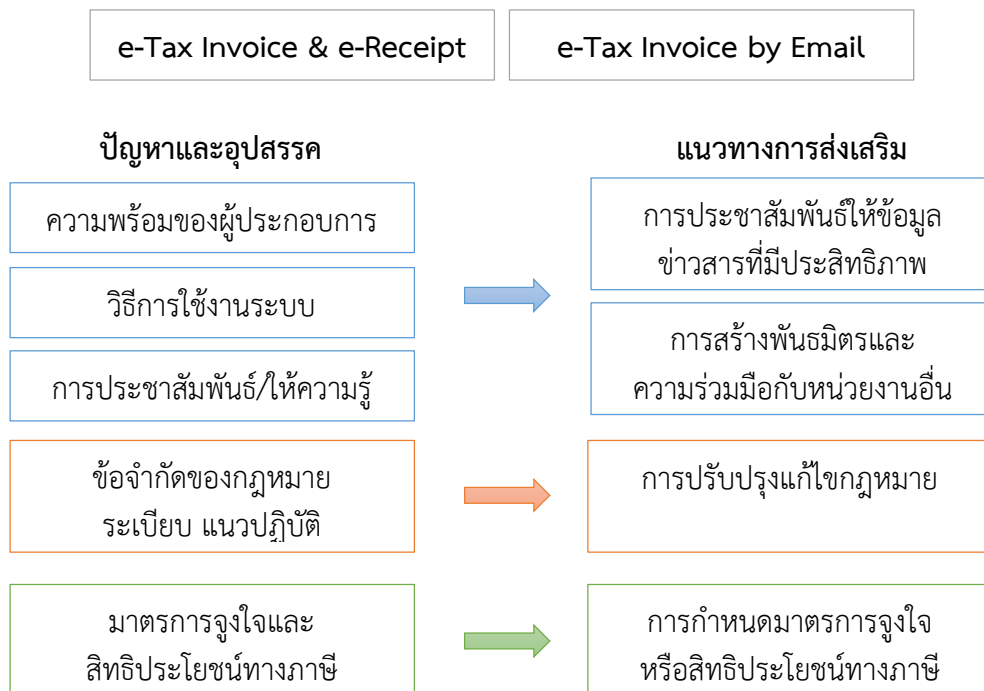 e-Tax Invoice & e-Receipt
e-Tax Invoice by Email
ปัญหาและอุปสรรค
ความพร้อมของผู้ประกอบการ
วิธีการใช้งานระบบ
การประชาสัมพันธ์/ให้ความรู้
ข้อจำกัดของกฎหมาย
ระเบียบ แนวปฏิบัติ
มาตรการจูงใจและ
สิทธิประโยชน์ทางภาษี
แนวทางการส่งเสริม
การประชาสัมพันธ์ให้ข้อมูล
ข่าวสารที่มีประสิทธิภาพ
การสร้างพันธมิตรและ
ความร่วมมือกับหน่วยงานอื่น
การปรับปรุงแก้ไขกฎหมาย
การกำหนดมาตรการจูงใจ
หรือสิทธิประโยชน์ทางภาษี